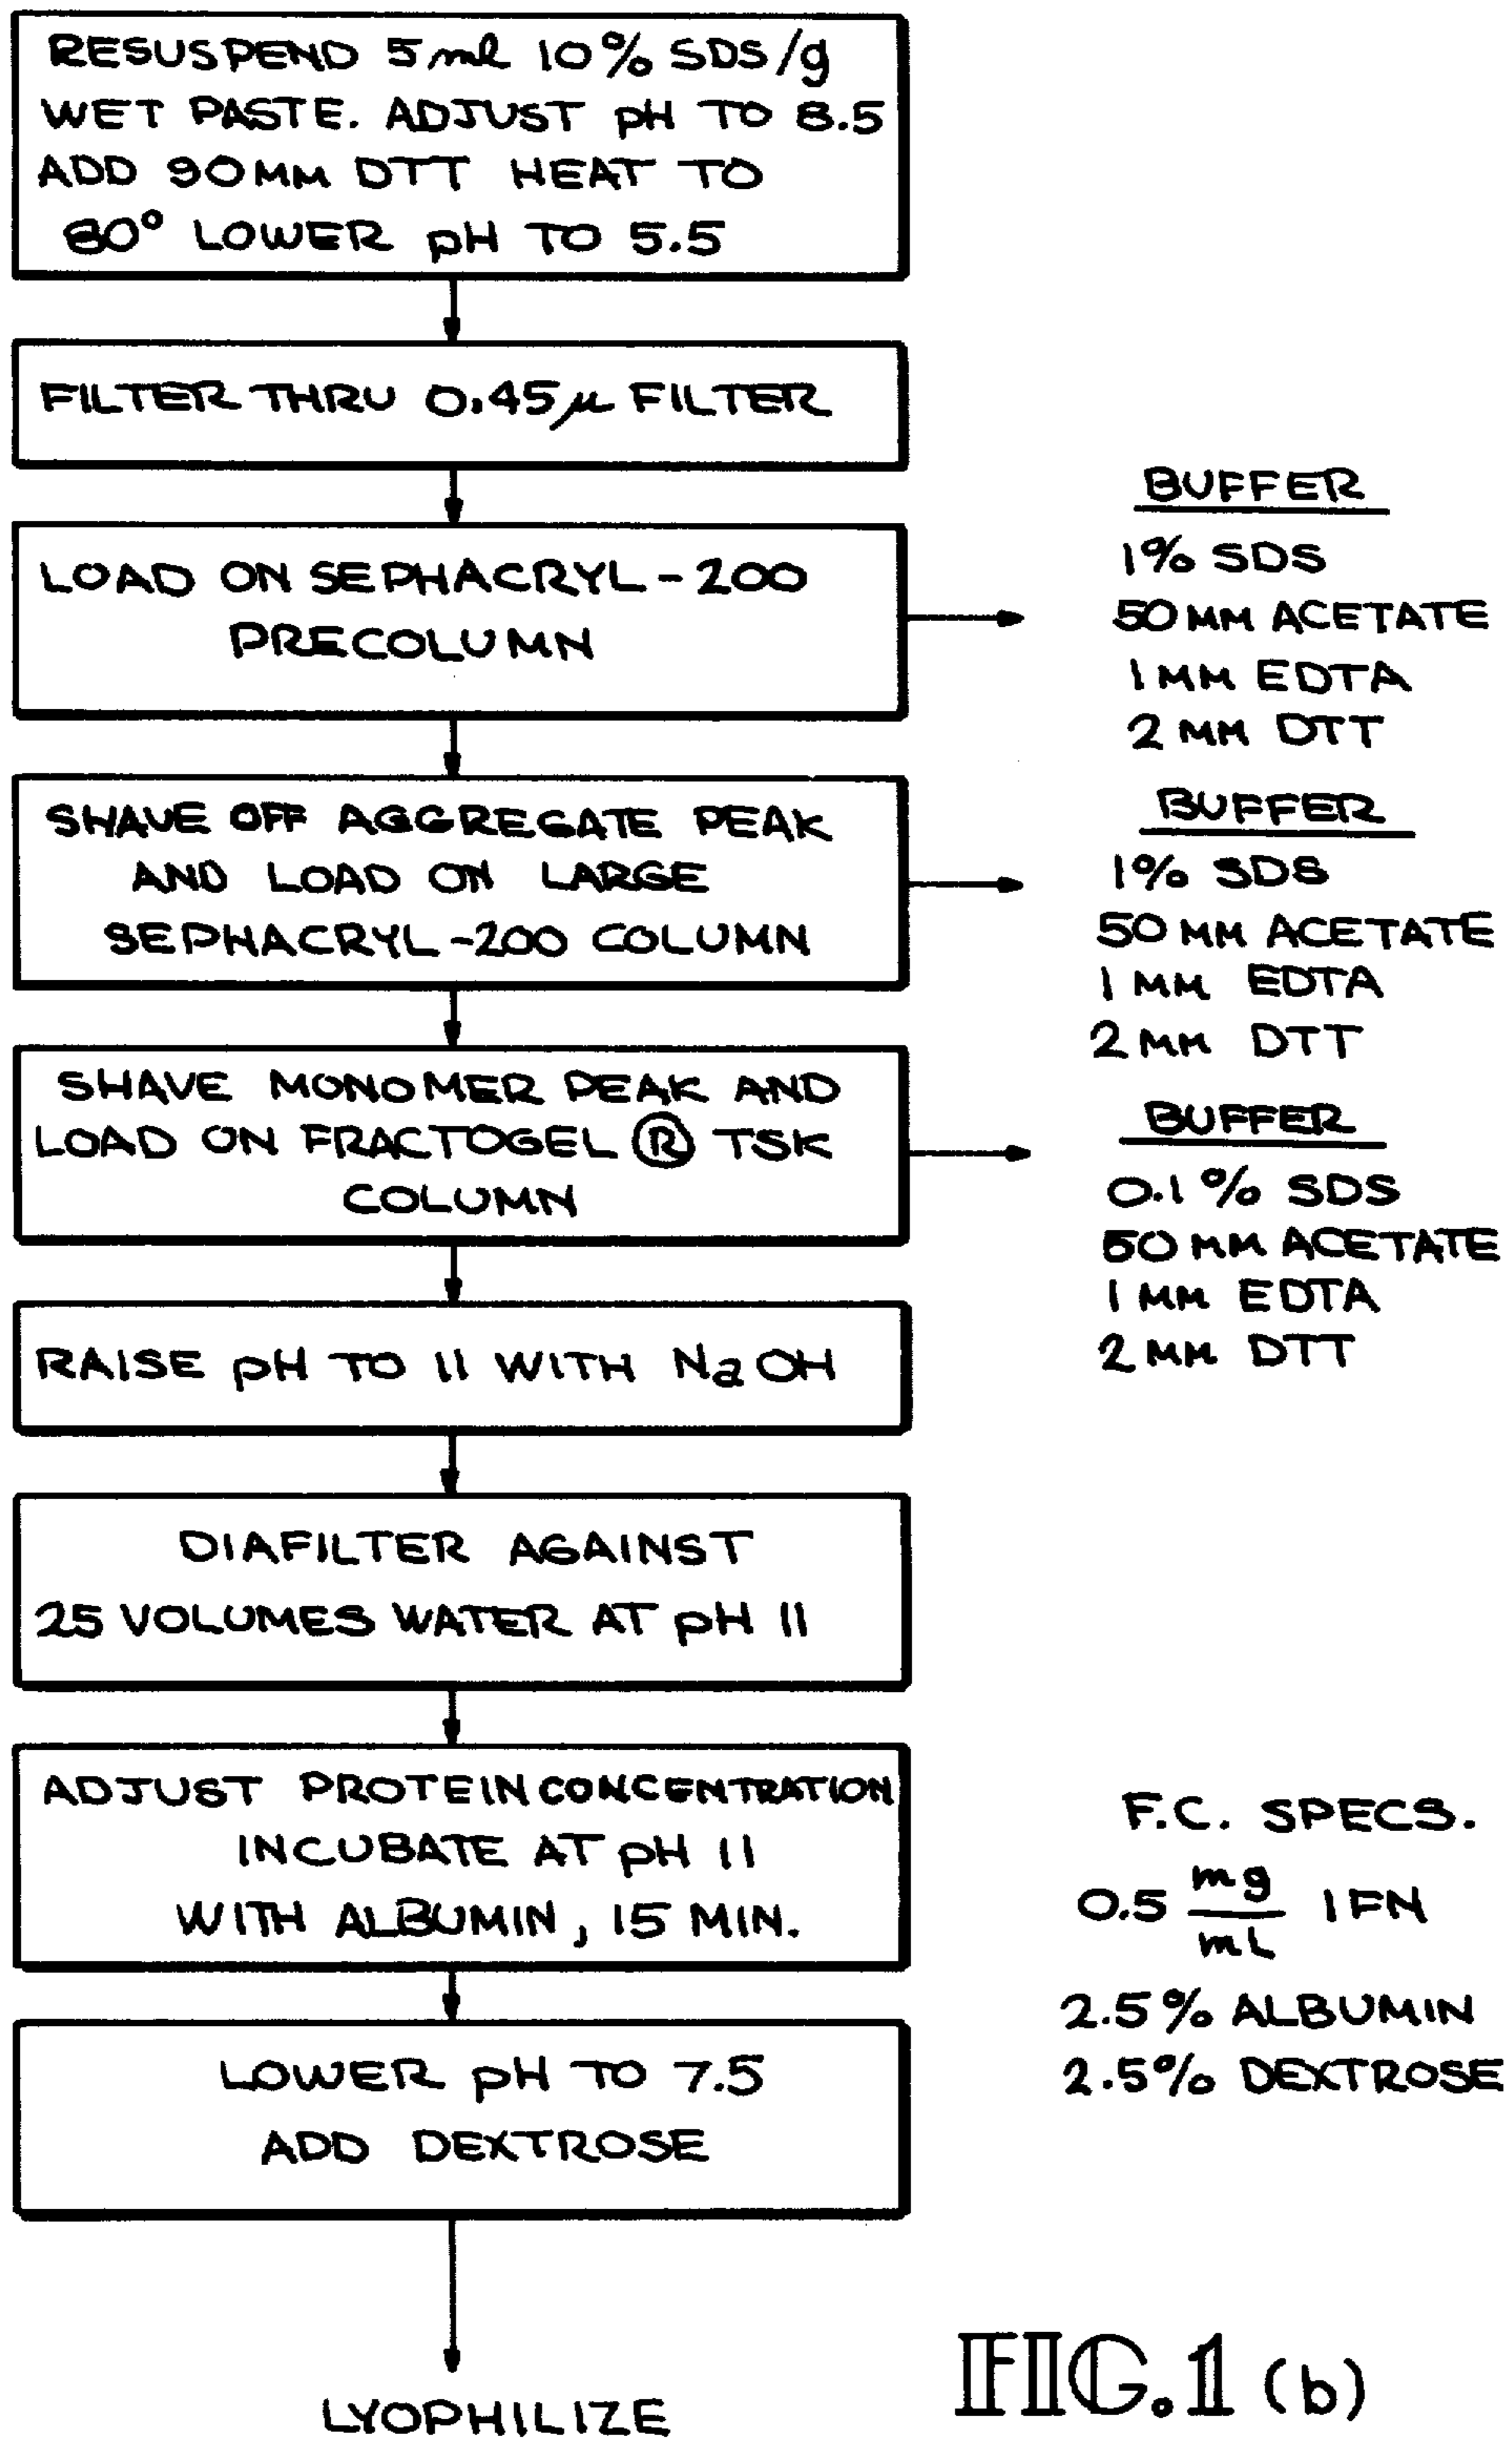 RESUSPEND 5ml 10% SDS/g
WET PASTE. ADJUST pH TO 8.5
ADD 90MM DTT HEAT TO
80° LOWER pH TO 5.5
FILTER THRU 0.45μ FILTER
LOAD ON SEPHACRYL-200
PRECOLUMN
BUFFER
1% SDS
50 MM ACETATE
1 MM EDTA
2 MM DTT
SHAVE OFF AGGREGATE PEAK
AND LOAD ON LARGE
SEPHACRYL-200 COLUMN
BUFFER
1% SDS
50 MM ACETATE
1 MM EDTA
2 MM DTT
SHAVE MONOMER PEAK AND
LOAD ON FRACTOGEL ® TSK
COLUMN
BUFFER
0.1% SDS
50 MM ACETATE
1 MM EDTA
2 MM DTT
RAISE pH TO 11 WITH NaOH
DIAFILTER AGAINST
25 VOLUMES WATER AT pH 11
ADJUST PROTEIN CONCENTRATION
INCUBATE AT pH 11
WITH ALBUMIN, 15 MIN.
F.C. SPECS.
0.5 mg/ml IFN
2.5% ALBUMIN
2.5% DEXTROSE
LOWER pH TO 7.5
ADD DEXTROSE
LYOPHILIZE
FIG.1 (b)